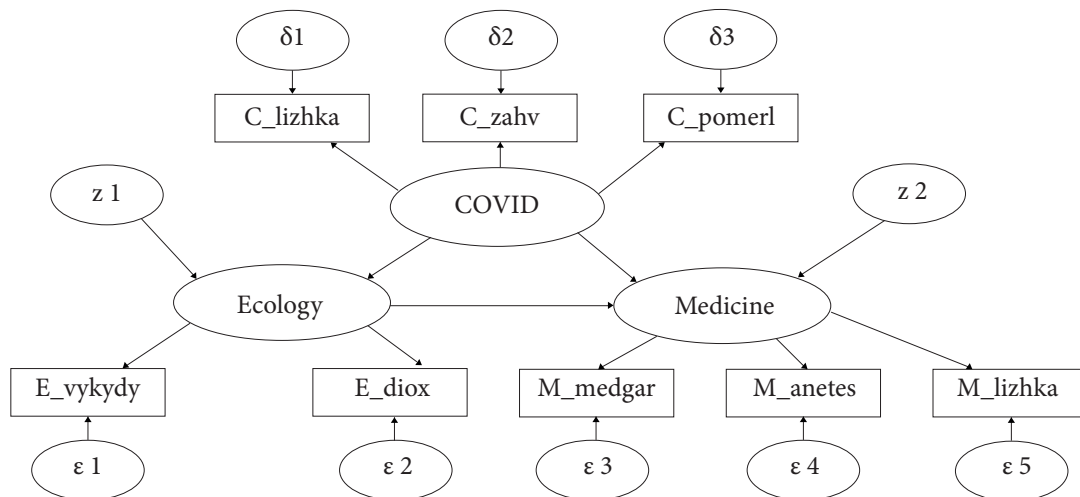 δ1
δ2
δ3
C_lizhka
C_zahv
C_pomerl
z 1
COVID
z 2
Ecology
Medicine
E_vykydy
E_diox
M_medgar
M_anetes
M_lizhka
ε 1
ε 2
ε 3
ε 4
ε 5